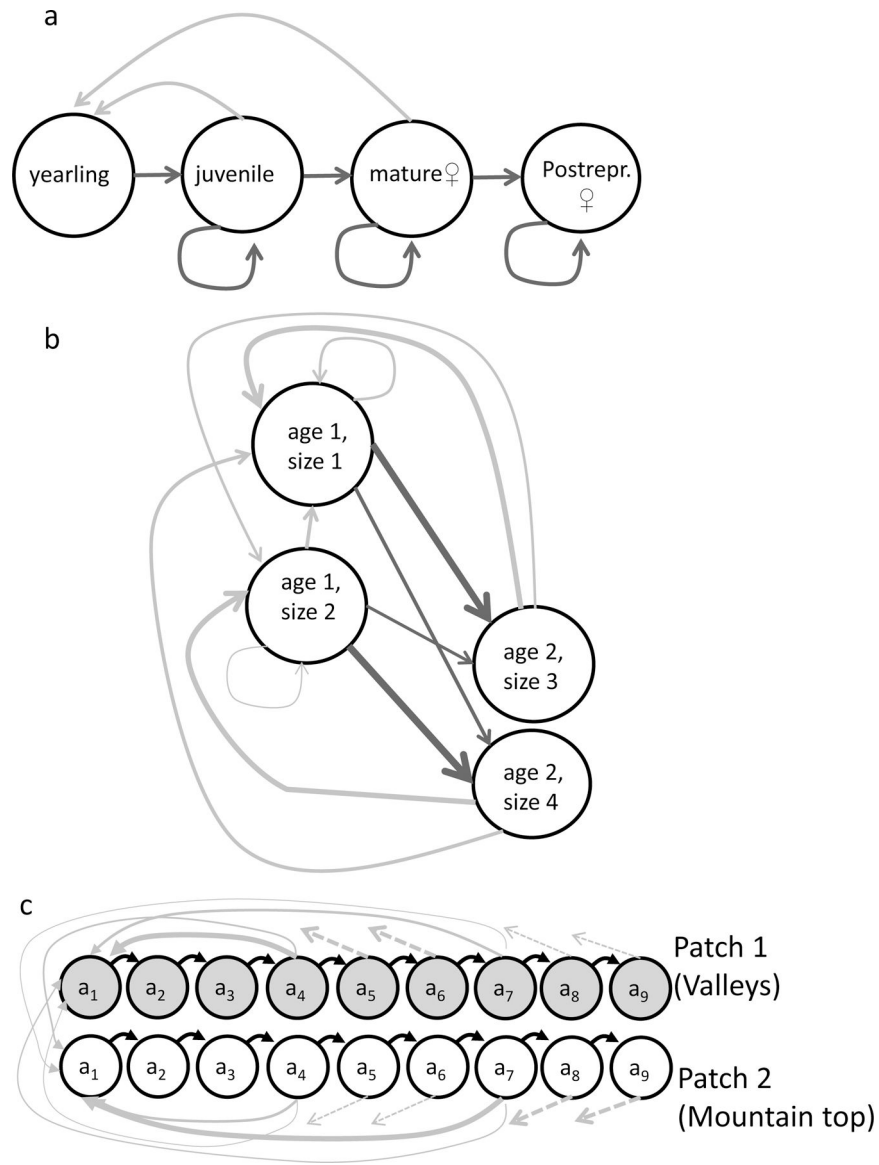 a
yearling
juvenile
mature♀
Postrepr.
♀
b
age 1,
size 1
age 1,
size 2
age 2,
size 3
age 2,
size 4
c
a₁ a₂ a₃ a₄ a₅ a₆ a₇ a₈ a₉
Patch 1
(Valleys)
a₁ a₂ a₃ a₄ a₅ a₆ a₇ a₈ a₉
Patch 2
(Mountain top)